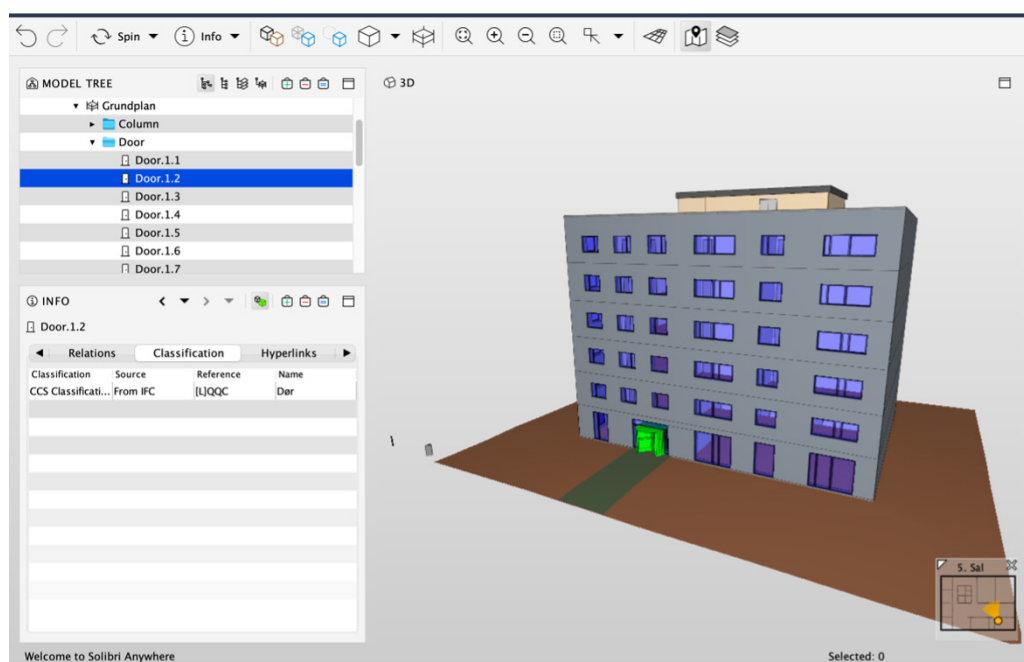 Spin Info
MODEL TREE
3D
Grundplan
Column
Door
Door.1.1
Door.1.2
Door.1.3
Door.1.4
Door.1.5
Door.1.6
Door.1.7
INFO
Door.1.2
Relations Classification Hyperlinks
Classification Source Reference Name
CCS Classificati... From IFC [L]QQC Dør
5. Sal
Welcome to Solibri Anywhere Selected: 0